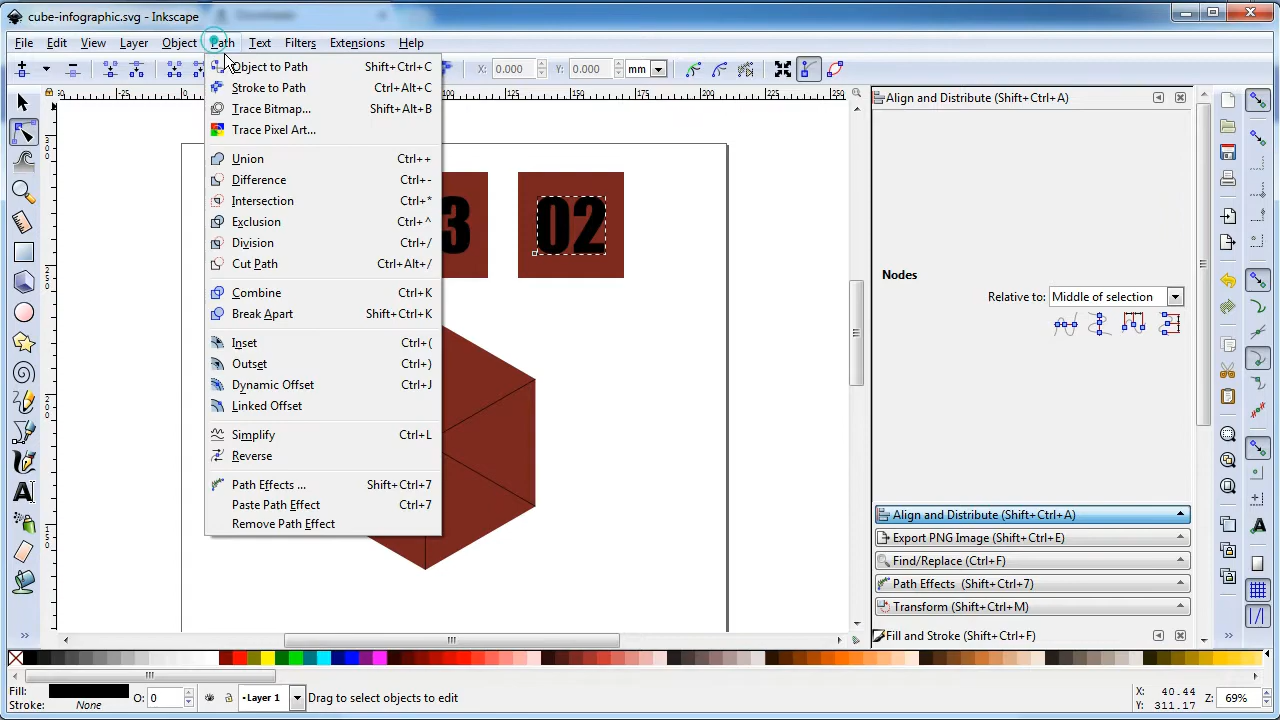 cube-infographic.svg - Inkscape
File Edit View Layer Object Path Text Filters Extensions Help
X: 0.000 Y: 0.000 mm
Object to Path Shift+Ctrl+C
Stroke to Path Ctrl+Alt+C
Trace Bitmap... Shift+Alt+B
Trace Pixel Art...
Union Ctrl++
Difference Ctrl+-
Intersection Ctrl+*
Exclusion Ctrl+^
Division Ctrl+/
Cut Path Ctrl+Alt+/
Combine Ctrl+K
Break Apart Shift+Ctrl+K
Inset Ctrl+(
Outset Ctrl+)
Dynamic Offset Ctrl+J
Linked Offset
Simplify Ctrl+L
Reverse
Path Effects ... Shift+Ctrl+7
Paste Path Effect Ctrl+7
Remove Path Effect
3 02
Align and Distribute (Shift+Ctrl+A)
Nodes
Relative to: Middle of selection
Align and Distribute (Shift+Ctrl+A)
Export PNG Image (Shift+Ctrl+E)
Find/Replace (Ctrl+F)
Path Effects (Shift+Ctrl+7)
Transform (Shift+Ctrl+M)
Fill and Stroke (Shift+Ctrl+F)
Fill:
Stroke: None
O: 0
Layer 1
Drag to select objects to edit
X: 40.44
Y: 311.17
Z: 69%